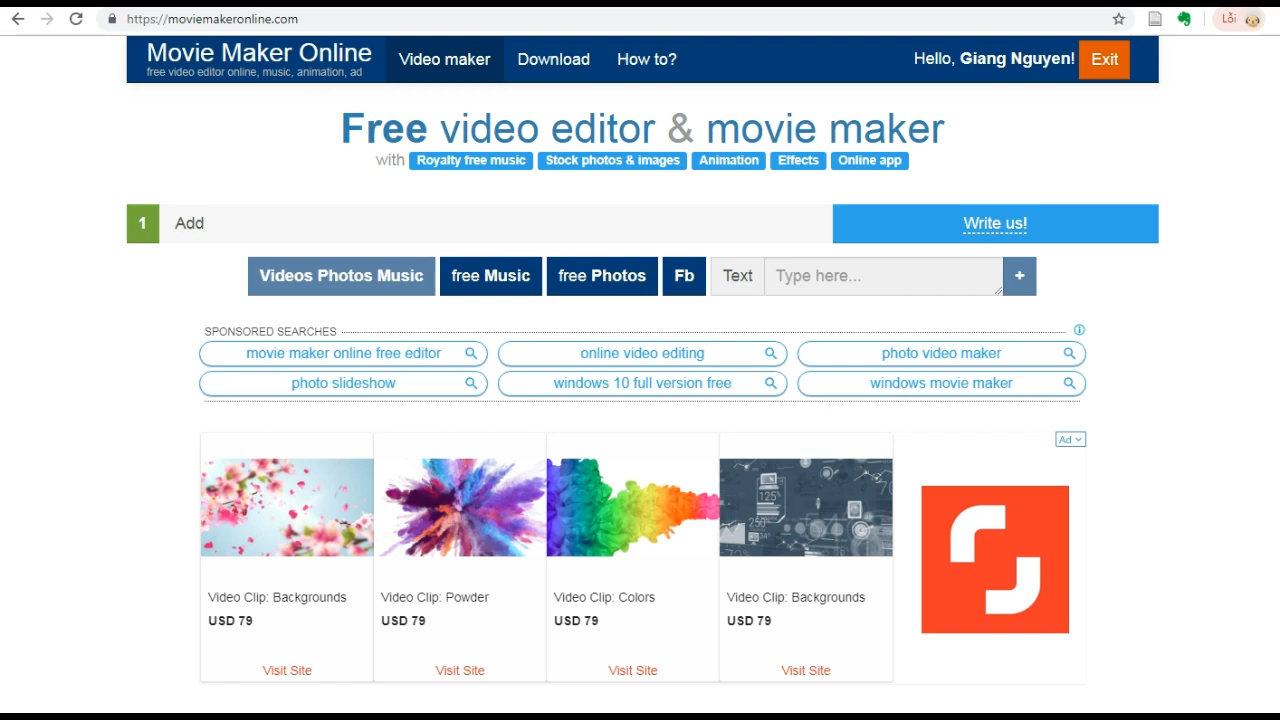 https://moviemakeronline.com
Lỗi
Movie Maker Online
free video editor online, music, animation, ad
Video maker
Download
How to?
Hello, Giang Nguyen!
Exit
Free video editor & movie maker
with Royalty free music Stock photos & images Animation Effects Online app
1 Add
Write us!
Videos Photos Music
free Music
free Photos
Fb
Text
Type here...
+
SPONSORED SEARCHES
movie maker online free editor
online video editing
photo video maker
photo slideshow
windows 10 full version free
windows movie maker
Ad
125%
250%
Video Clip: Backgrounds
USD 79
Visit Site
Video Clip: Powder
USD 79
Visit Site
Video Clip: Colors
USD 79
Visit Site
Video Clip: Backgrounds
USD 79
Visit Site